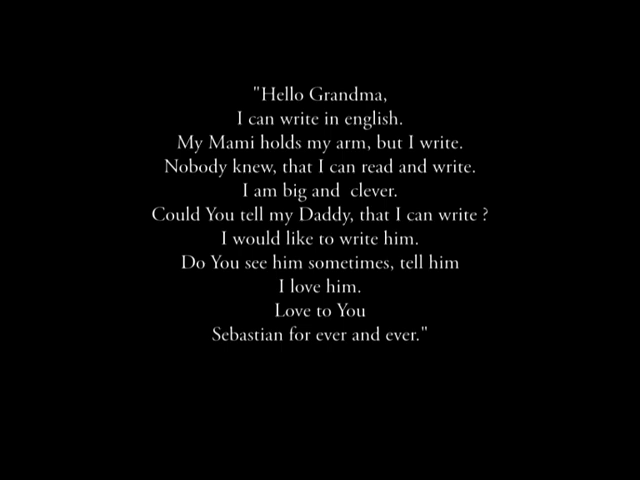 "Hello Grandma,
I can write in english.
My Mami holds my arm, but I write.
Nobody knew, that I can read and write.
I am big and  clever.
Could You tell my Daddy, that I can write ?
I would like to write him.
Do You see him sometimes, tell him
I love him.
Love to You
Sebastian for ever and ever."